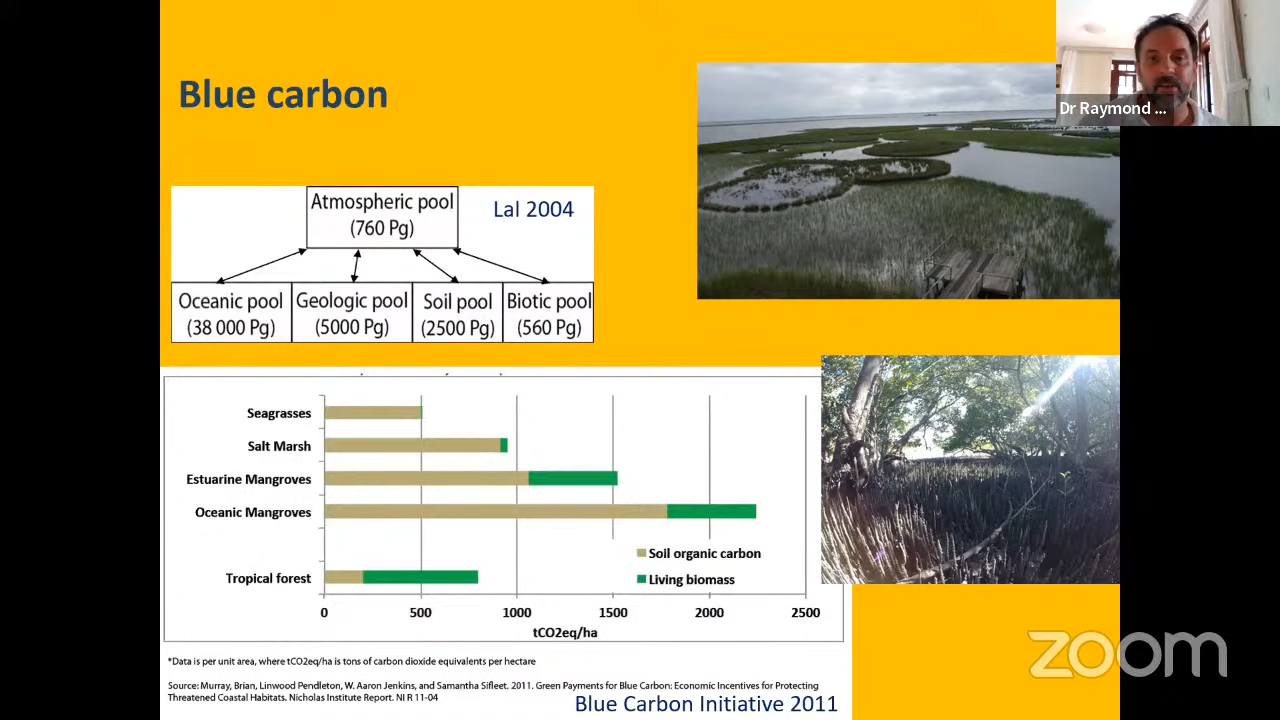 Blue carbon
Dr Raymond ...
Atmospheric pool
(760 Pg)
Lal 2004
Oceanic pool
(38 000 Pg)
Geologic pool
(5000 Pg)
Soil pool
(2500 Pg)
Biotic pool
(560 Pg)
Seagrasses
Salt Marsh
Estuarine Mangroves
Oceanic Mangroves
Tropical forest
Soil organic carbon
Living biomass
0 500 1000 1500 2000 2500
tCO2eq/ha
*Data is per unit area, where tCO2eq/ha is tons of carbon dioxide equivalents per hectare
Source: Murray, Brian, Linwood Pendleton, W. Aaron Jenkins, and Samantha Sifleet. 2011. Green Payments for Blue Carbon: Economic Incentives for Protecting
Threatened Coastal Habitats. Nicholas Institute Report. NI R 11-04
Blue Carbon Initiative 2011
zoom